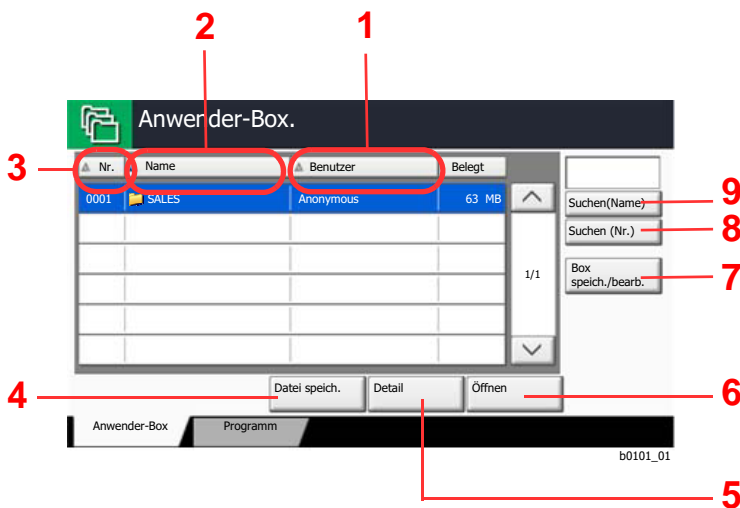 2 1
Anwender-Box.
3 Nr. Name Benutzer Belegt
0001 SALES Anonymous 63 MB
Suchen(Name) 9
Suchen (Nr.) 8
1/1
Box
speich./bearb. 7
4 Datei speich. Detail Öffnen 6
Anwender-Box Programm
b0101_01
5